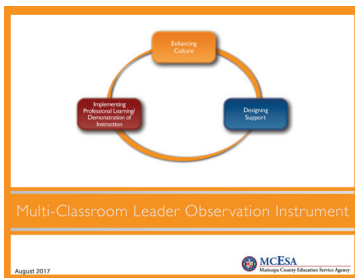 Enhancing
Culture
Implementing
Professional Learning/
Demonstration of
Instruction
Designing
Support
Multi-Classroom Leader Observation Instrument
August 2017
MCESA
Maricopa County Education Service Agency